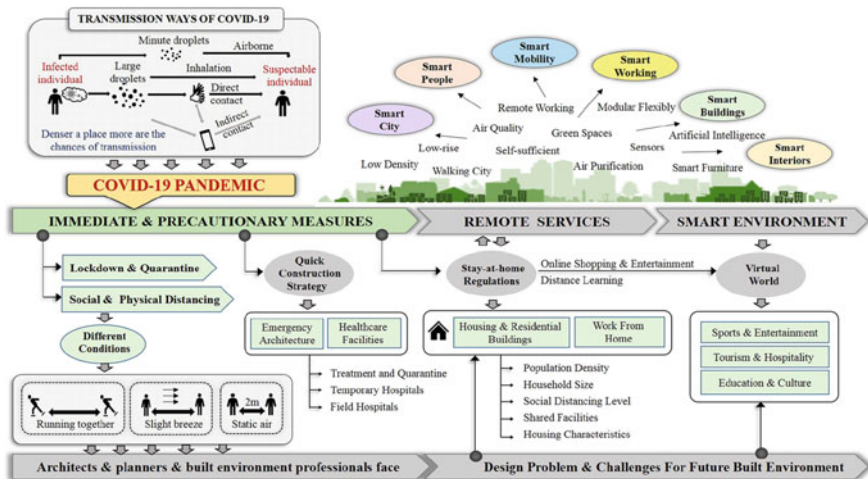 TRANSMISSION WAYS OF COVID-19
Minute droplets
Airborne
Infected
individual
Large
droplets
Inhalation
Suspectable
individual
Direct
contact
Indirect
contact
Denser a place more are the
chances of transmission
COVID-19 PANDEMIC
Smart
City
Smart
People
Smart
Mobility
Smart
Working
Smart
Buildings
Smart
Interiors
Remote Working
Modular Flexibly
Air Quality
Green Spaces
Artificial Intelligence
Low-rise
Self-sufficient
Sensors
Low Density
Walking City
Air Purification
Smart Furniture
IMMEDIATE & PRECAUTIONARY MEASURES
REMOTE SERVICES
SMART ENVIRONMENT
Lockdown & Quarantine
Social & Physical Distancing
Different
Conditions
Running together
Slight breeze
2m
Static air
Quick
Construction
Strategy
Emergency
Architecture
Healthcare
Facilities
Treatment and Quarantine
Temporary Hospitals
Field Hospitals
Stay-at-home
Regulations
Online Shopping & Entertainment
Distance Learning
Virtual
World
Housing & Residential
Buildings
Work From
Home
Population Density
Household Size
Social Distancing Level
Shared Facilities
Housing Characteristics
Sports & Entertainment
Tourism & Hospitality
Education & Culture
Architects & planners & built environment professionals face
Design Problem & Challenges For Future Built Environment